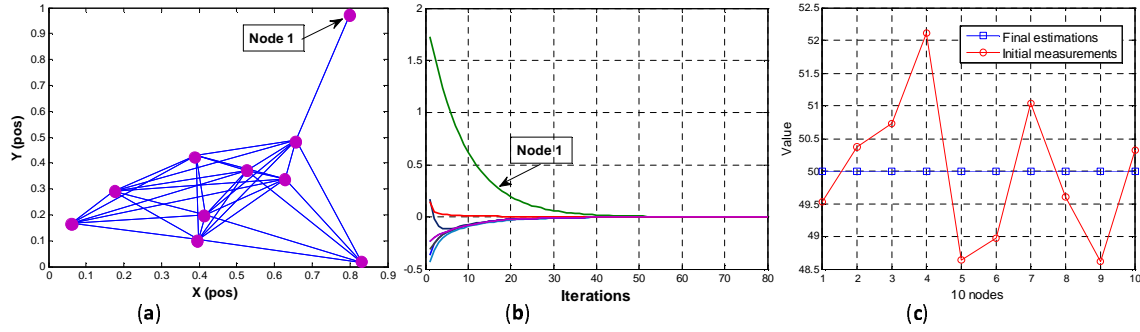 1
0.9
0.8
0.7
0.6
0.5
0.4
0.3
0.2
0.1
0
Y (pos)
Node 1
0 0.1 0.2 0.3 0.4 0.5 0.6 0.7 0.8 0.9
X (pos)
(a)
2
1.5
1
0.5
0
-0.5
Node 1
0 20 40 60 80
Iterations
(b)
52.5
52
51.5
51
50.5
50
49.5
49
48.5
Value
Final estimations
Initial measurements
1 2 3 4 5 6 7 8 9 10
10 nodes
(c)